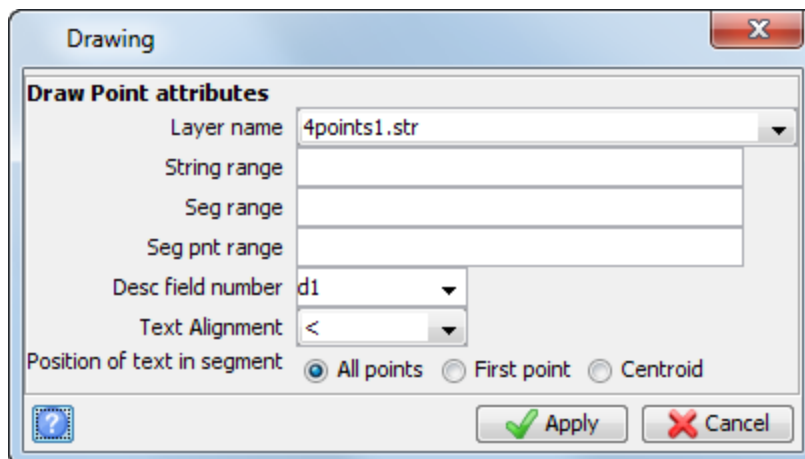 Drawing
Draw Point attributes
Layer name 4points1.str
String range
Seg range
Seg pnt range
Desc field number d1
Text Alignment <
Position of text in segment All points First point Centroid
? Apply Cancel